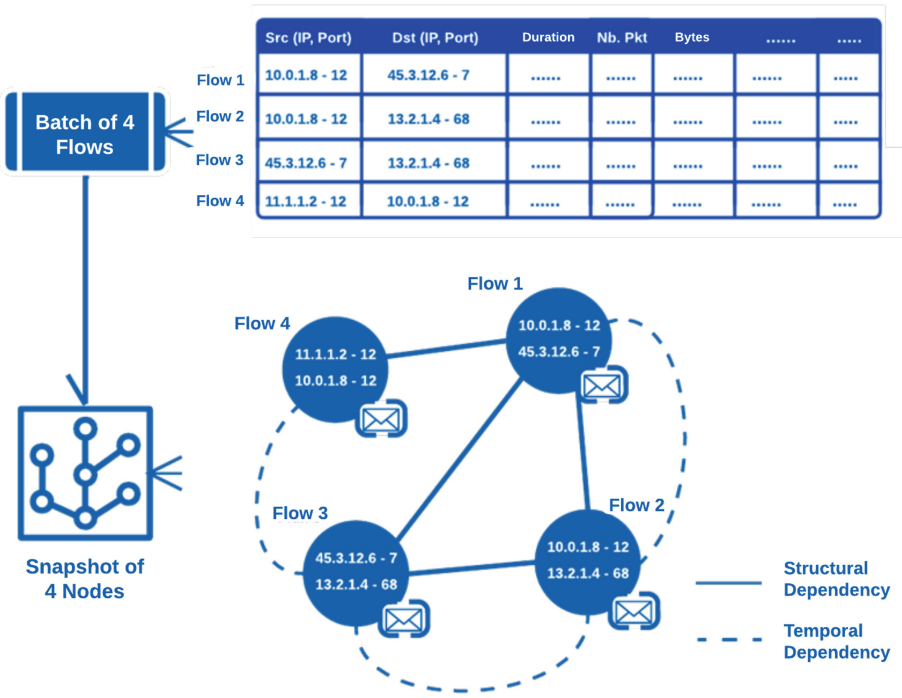 Src (IP, Port) Dst (IP, Port) Duration Nb. Pkt Bytes ...... .....
Flow 1 10.0.1.8 - 12 45.3.12.6 - 7 ...... ...... ...... ...... .....
Flow 2 10.0.1.8 - 12 13.2.1.4 - 68 ...... ...... ...... ...... .....
Flow 3 45.3.12.6 - 7 13.2.1.4 - 68 ...... ...... ...... ...... .....
Flow 4 11.1.1.2 - 12 10.0.1.8 - 12 ...... ...... ...... ...... .....
Batch of 4
Flows
Flow 1
10.0.1.8 - 12
45.3.12.6 - 7
Flow 4
11.1.1.2 - 12
10.0.1.8 - 12
Flow 3
45.3.12.6 - 7
13.2.1.4 - 68
Flow 2
10.0.1.8 - 12
13.2.1.4 - 68
Snapshot of
4 Nodes
Structural
Dependency
Temporal
Dependency